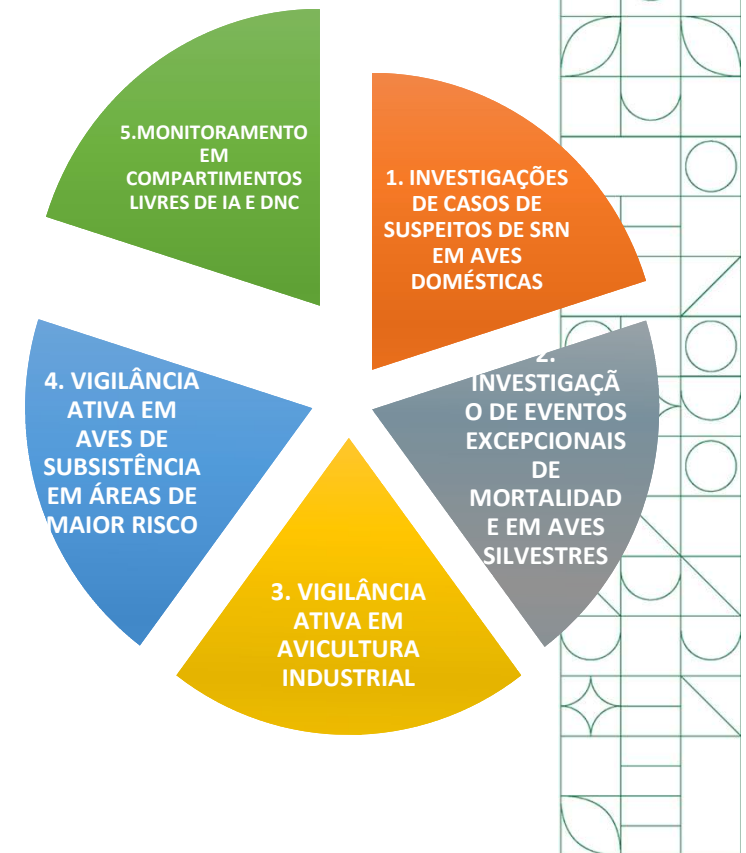 1. INVESTIGAÇÕES
DE CASOS DE
SUSPEITOS DE SRN
EM AVES
DOMÉSTICAS
2.
INVESTIGAÇÃ
O DE EVENTOS
EXCEPCIONAIS
DE
MORTALIDAD
E EM AVES
SILVESTRES
3. VIGILÂNCIA
ATIVA EM
AVICULTURA
INDUSTRIAL
4. VIGILÂNCIA
ATIVA EM
AVES DE
SUBSISTÊNCIA
EM ÁREAS DE
MAIOR RISCO
5.MONITORAMENTO
EM
COMPARTIMENTOS
LIVRES DE IA E DNC